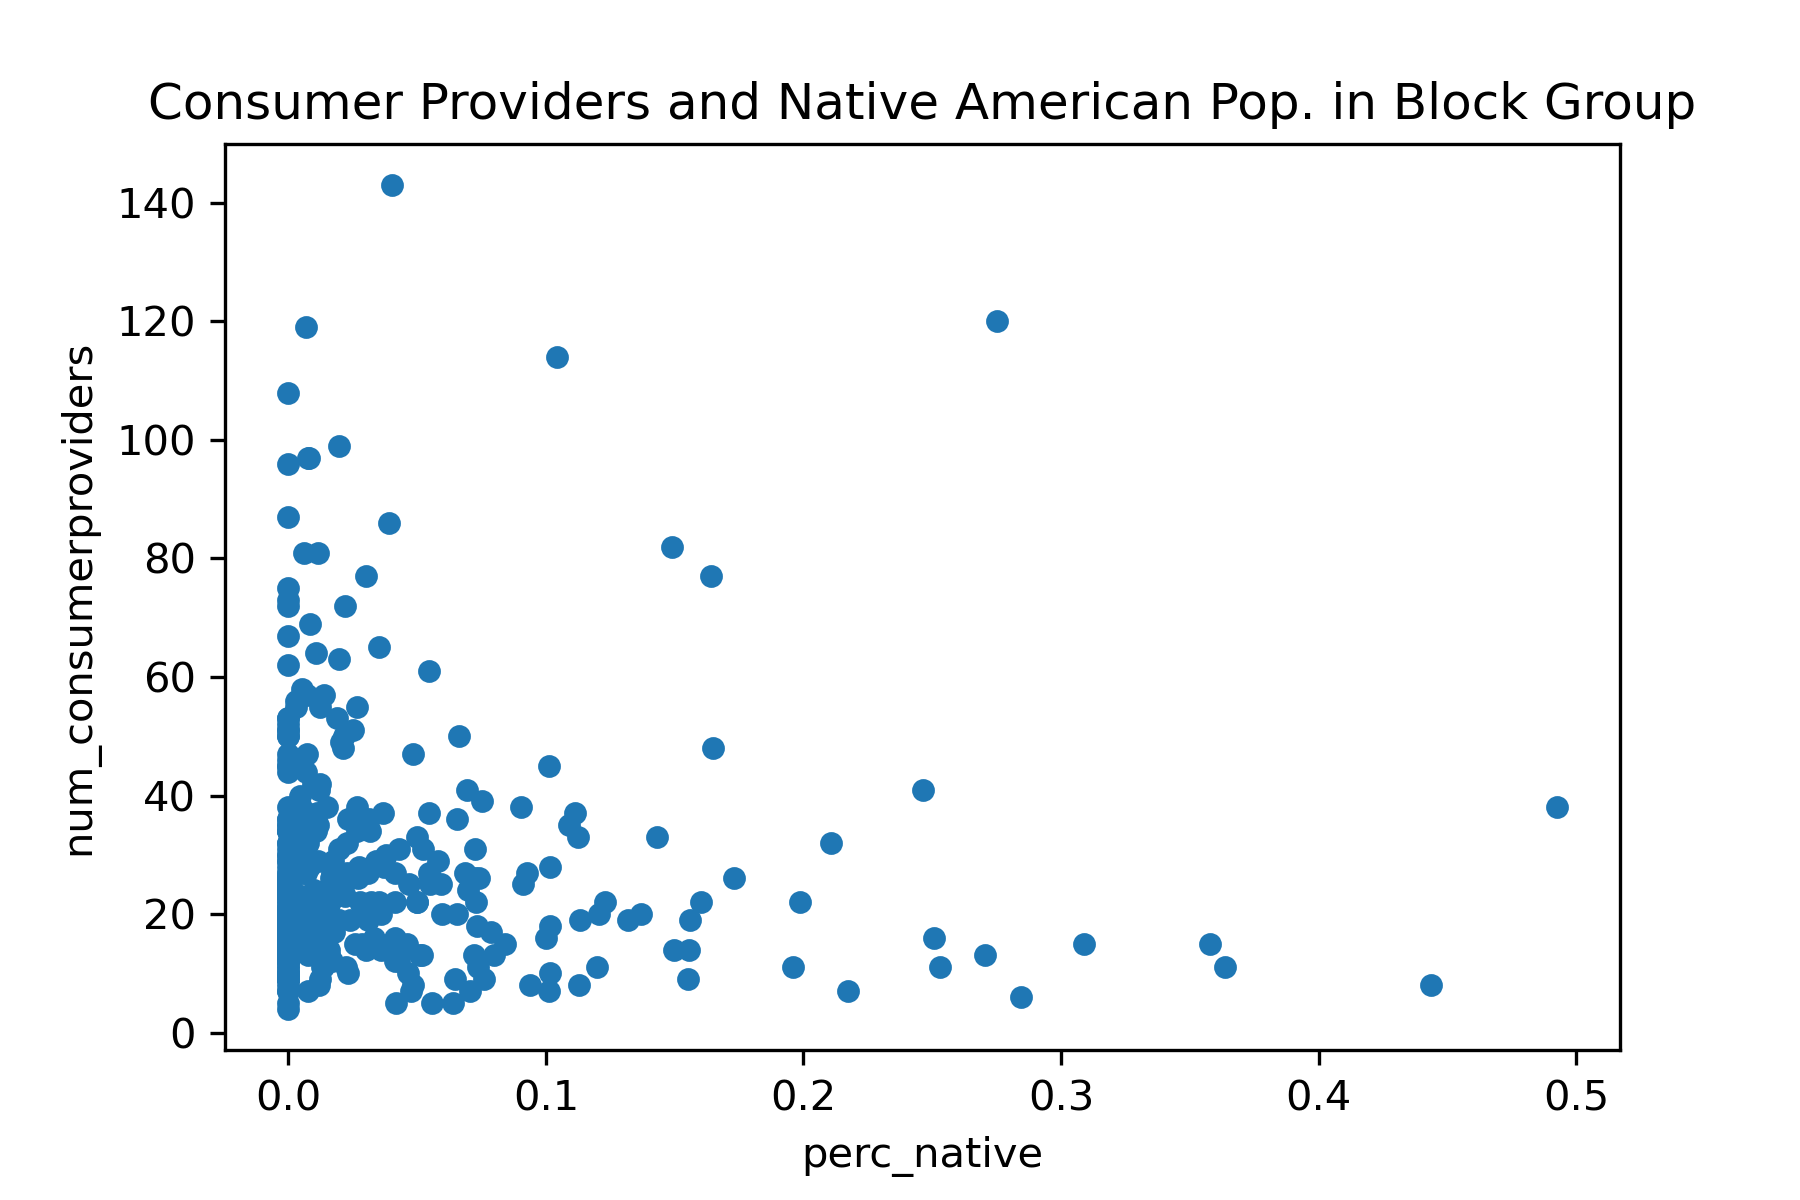 Consumer Providers and Native American Pop. in Block Group
num_consumerproviders
140
120
100
80
60
40
20
0
0.0 0.1 0.2 0.3 0.4 0.5
perc_native